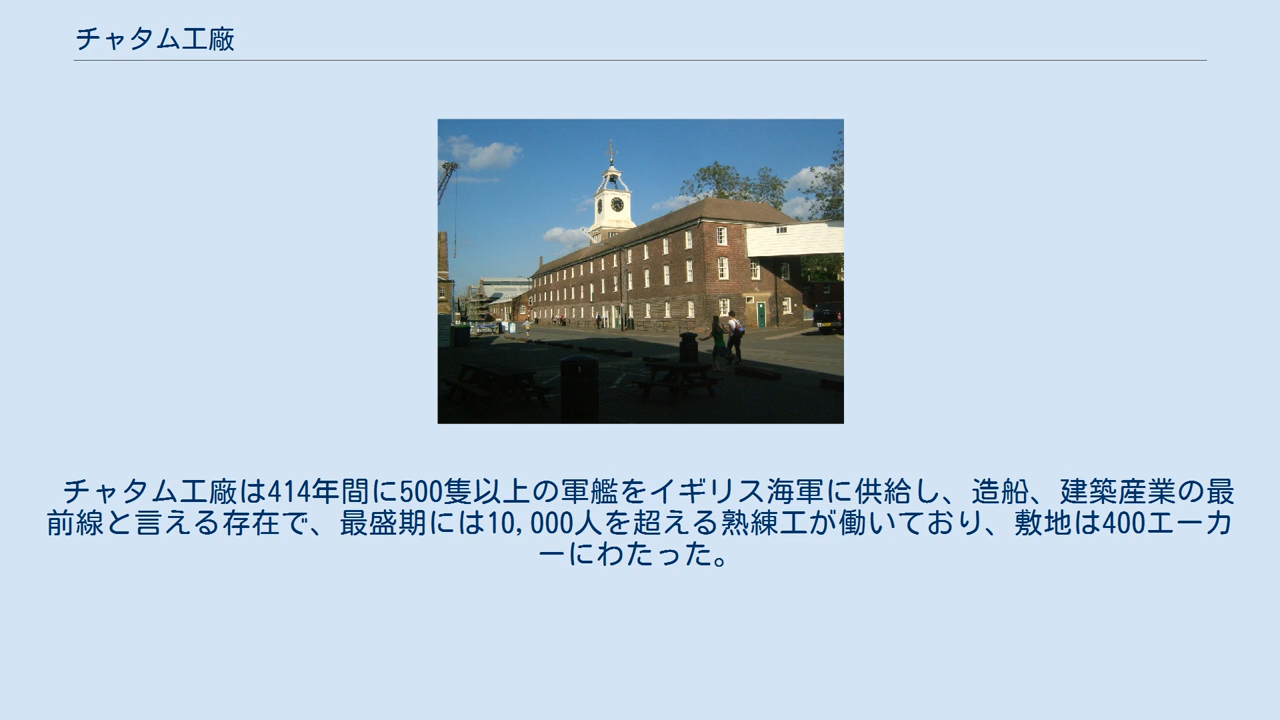 チャタム工廠
チャタム工廠は414年間に500隻以上の軍艦をイギリス海軍に供給し、造船、建築産業の最
前線と言える存在で、最盛期には10,000人を超える熟練工が働いており、敷地は400エーカ
ーにわたった。